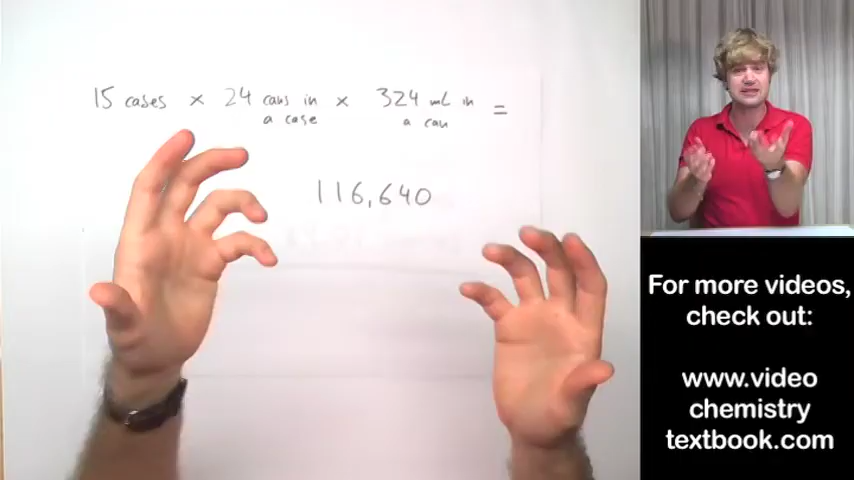 15 cases × 24 cans in × 324 mL in =
a case a can
116,640
For more videos,
check out:
www.video
chemistry
textbook.com